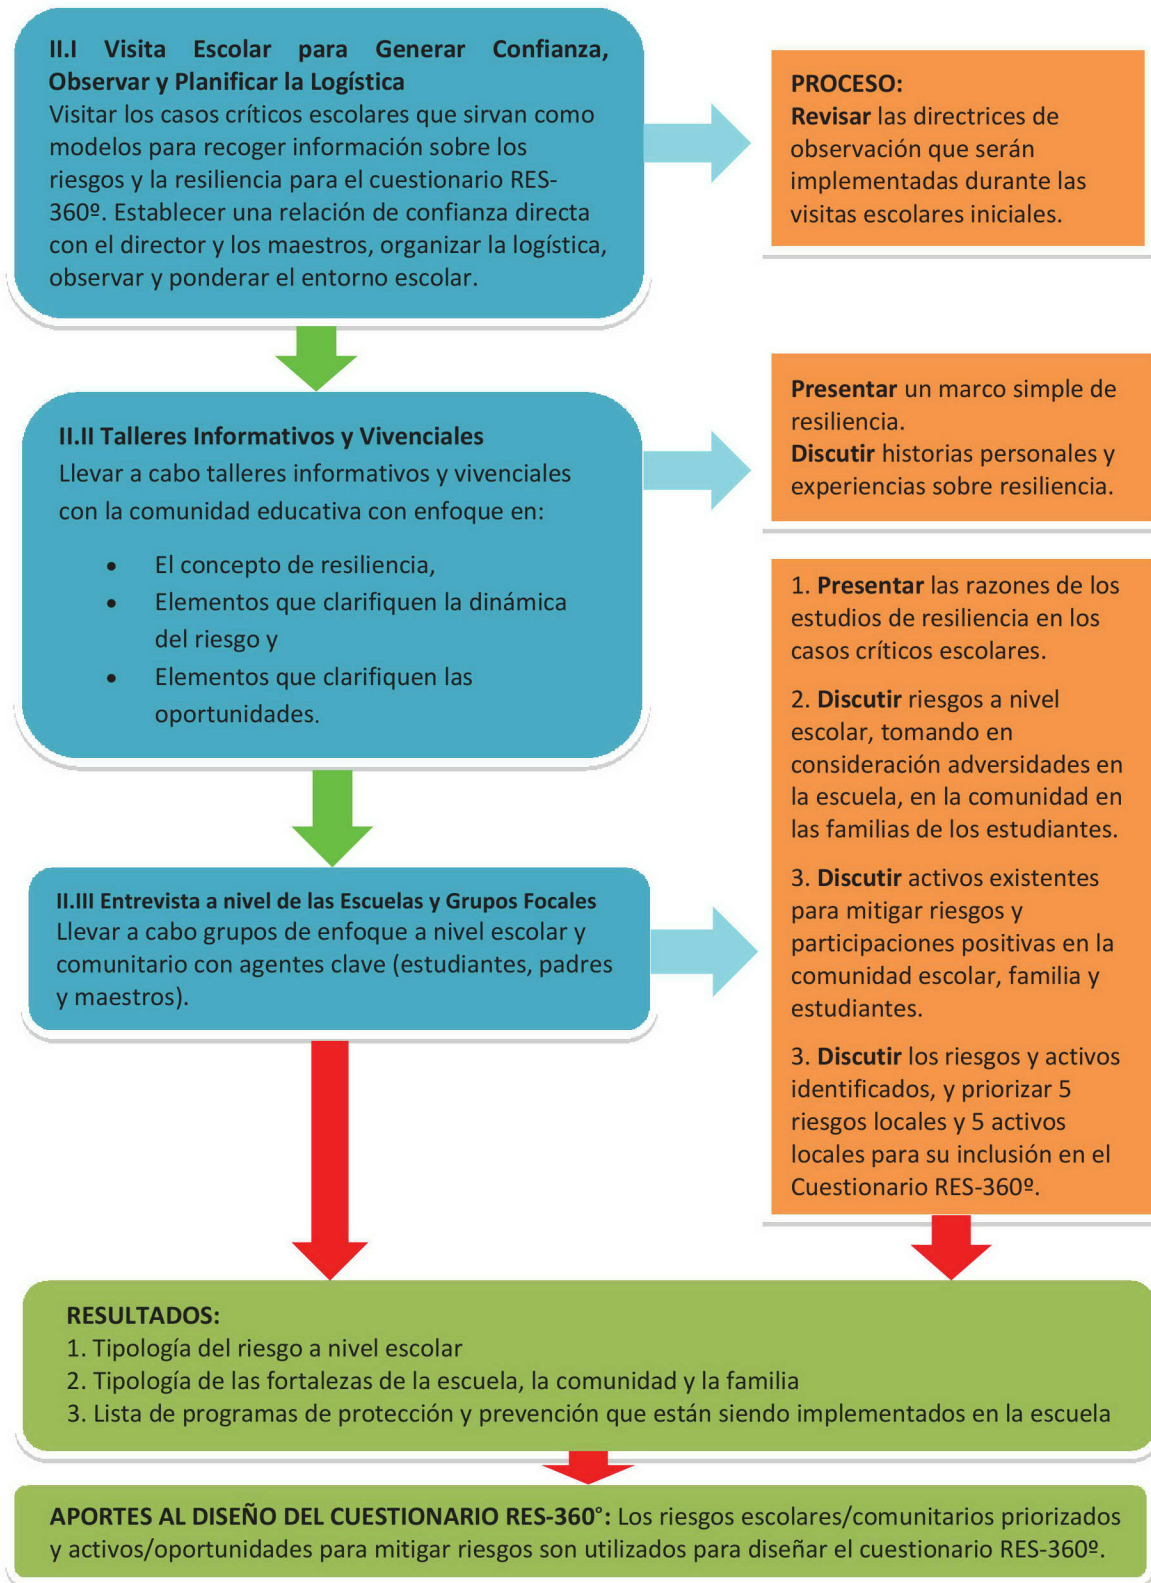 II.I Visita Escolar para Generar Confianza,
Observar y Planificar la Logística
Visitar los casos críticos escolares que sirvan como
modelos para recoger información sobre los
riesgos y la resiliencia para el cuestionario RES-
360º. Establecer una relación de confianza directa
con el director y los maestros, organizar la logística,
observar y ponderar el entorno escolar.
PROCESO:
Revisar las directrices de
observación que serán
implementadas durante las
visitas escolares iniciales.
II.II Talleres Informativos y Vivenciales
Llevar a cabo talleres informativos y vivenciales
con la comunidad educativa con enfoque en:
• El concepto de resiliencia,
• Elementos que clarifiquen la dinámica
del riesgo y
• Elementos que clarifiquen las
oportunidades.
Presentar un marco simple de
resiliencia.
Discutir historias personales y
experiencias sobre resiliencia.
II.III Entrevista a nivel de las Escuelas y Grupos Focales
Llevar a cabo grupos de enfoque a nivel escolar y
comunitario con agentes clave (estudiantes, padres
y maestros).
1. Presentar las razones de los
estudios de resiliencia en los
casos críticos escolares.
2. Discutir riesgos a nivel
escolar, tomando en
consideración adversidades en
la escuela, en la comunidad en
las familias de los estudiantes.
3. Discutir activos existentes
para mitigar riesgos y
participaciones positivas en la
comunidad escolar, familia y
estudiantes.
3. Discutir los riesgos y activos
identificados, y priorizar 5
riesgos locales y 5 activos
locales para su inclusión en el
Cuestionario RES-360º.
RESULTADOS:
1. Tipología del riesgo a nivel escolar
2. Tipología de las fortalezas de la escuela, la comunidad y la familia
3. Lista de programas de protección y prevención que están siendo implementados en la escuela
APORTES AL DISEÑO DEL CUESTIONARIO RES-360°: Los riesgos escolares/comunitarios priorizados
y activos/oportunidades para mitigar riesgos son utilizados para diseñar el cuestionario RES-360º.